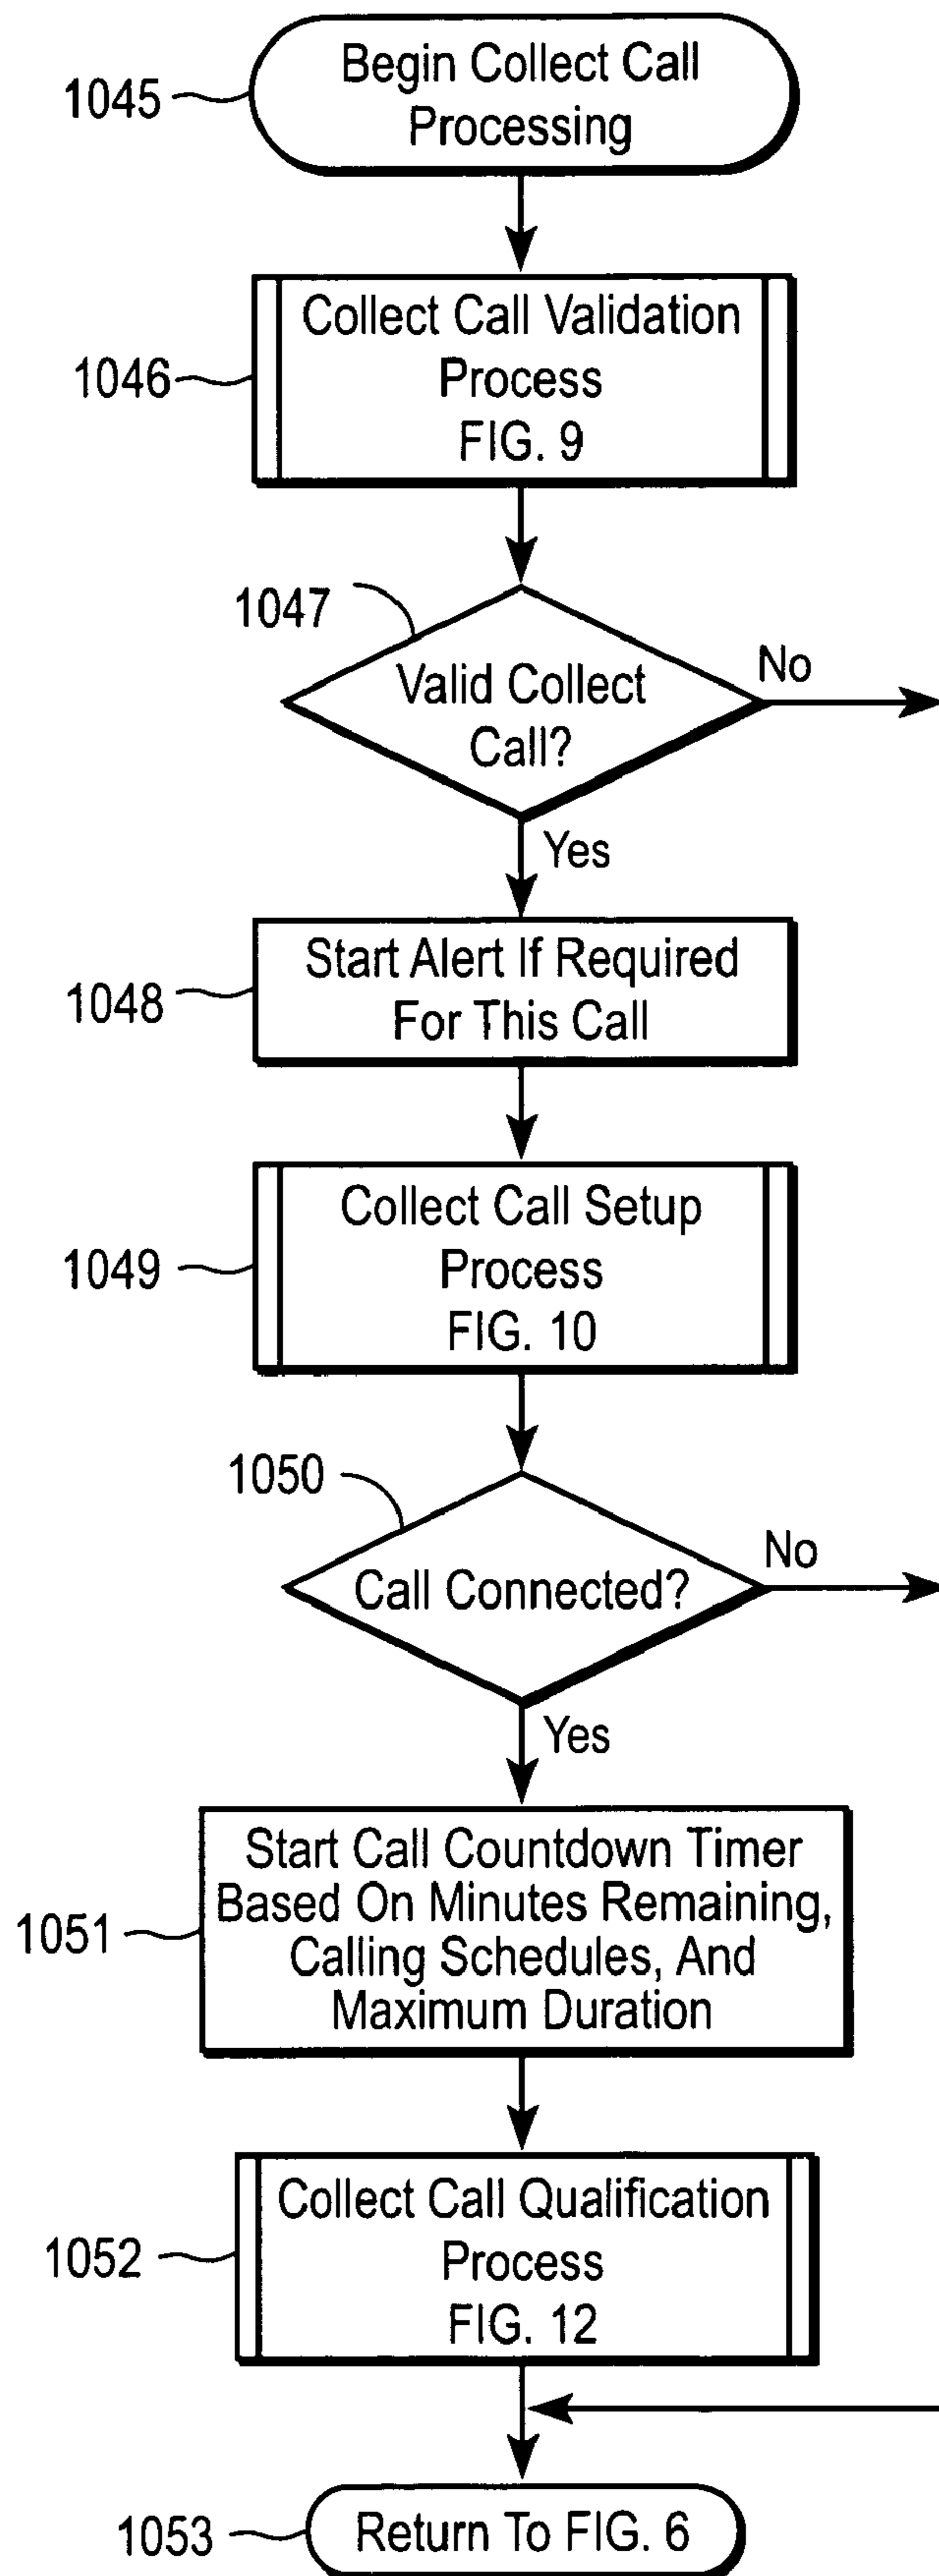 1045
Begin Collect Call
Processing
1046
Collect Call Validation
Process
FIG. 9
1047
Valid Collect
Call?
No
Yes
1048
Start Alert If Required
For This Call
1049
Collect Call Setup
Process
FIG. 10
1050
Call Connected?
No
Yes
1051
Start Call Countdown Timer
Based On Minutes Remaining,
Calling Schedules, And
Maximum Duration
1052
Collect Call Qualification
Process
FIG. 12
1053
Return To FIG. 6